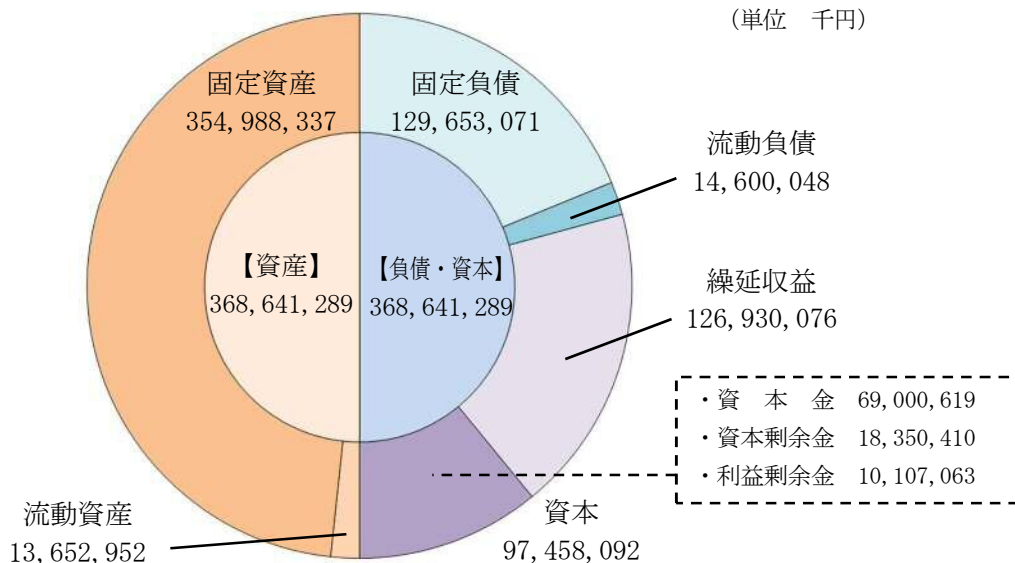 (単位 千円)
固定資産
354,988,337
固定負債
129,653,071
流動負債
14,600,048
【資産】
368,641,289
【負債・資本】
368,641,289
繰延収益
126,930,076
・資 本 金 69,000,619
・資本剰余金 18,350,410
・利益剰余金 10,107,063
流動資産
13,652,952
資本
97,458,092